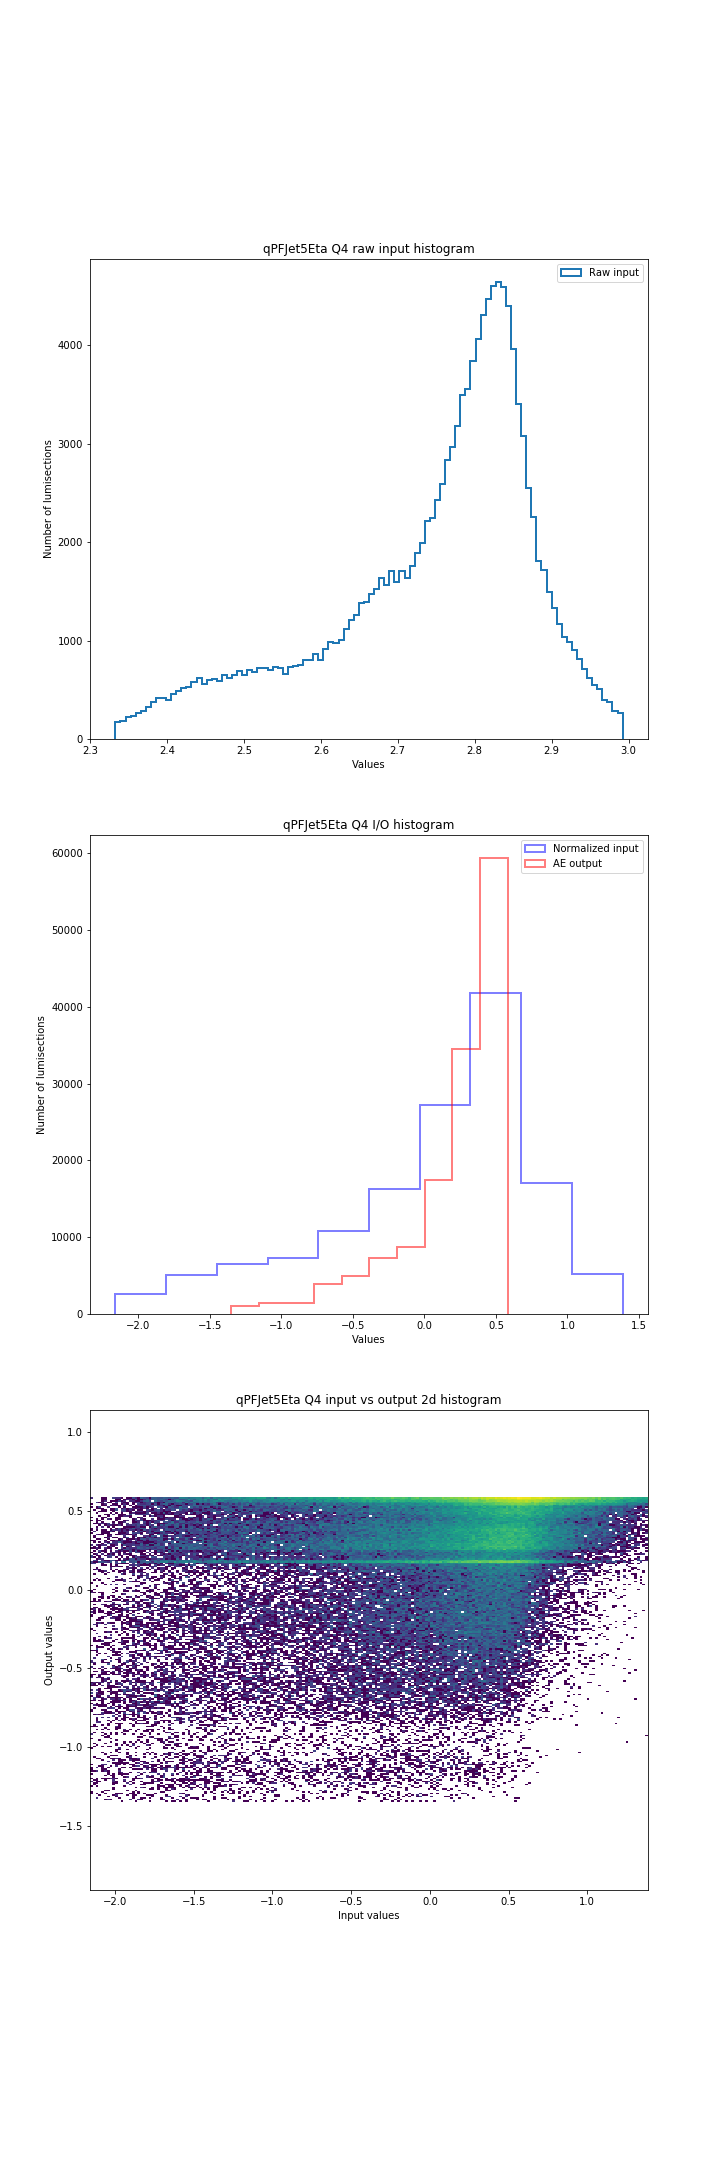 qPFJet5Eta Q4 raw input histogram
Raw input
4000
3000
2000
1000
0
Number of lumisections
2.3 2.4 2.5 2.6 2.7 2.8 2.9 3.0
Values
qPFJet5Eta Q4 I/O histogram
Normalized input
AE output
60000
50000
40000
30000
20000
10000
0
Number of lumisections
−2.0 −1.5 −1.0 −0.5 0.0 0.5 1.0 1.5
Values
qPFJet5Eta Q4 input vs output 2d histogram
1.0
0.5
0.0
−0.5
−1.0
−1.5
Output values
−2.0 −1.5 −1.0 −0.5 0.0 0.5 1.0
Input values